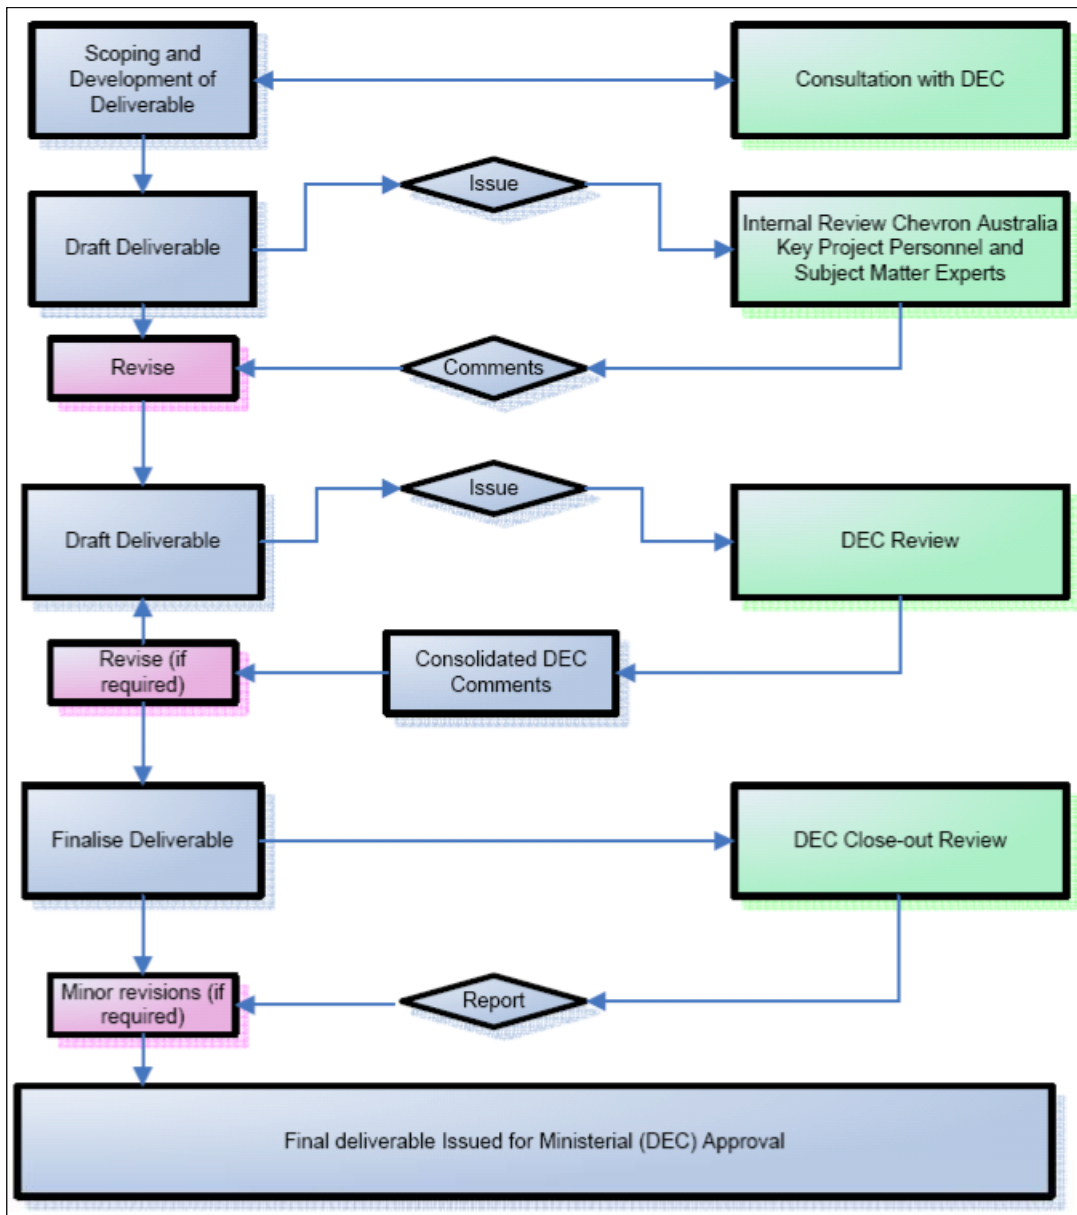 Scoping and
Development of
Deliverable
Consultation with DEC
Issue
Draft Deliverable
Internal Review Chevron Australia
Key Project Personnel and
Subject Matter Experts
Revise
Comments
Issue
Draft Deliverable
DEC Review
Revise (if
required)
Consolidated DEC
Comments
Finalise Deliverable
DEC Close-out Review
Minor revisions (if
required)
Report
Final deliverable Issued for Ministerial (DEC) Approval